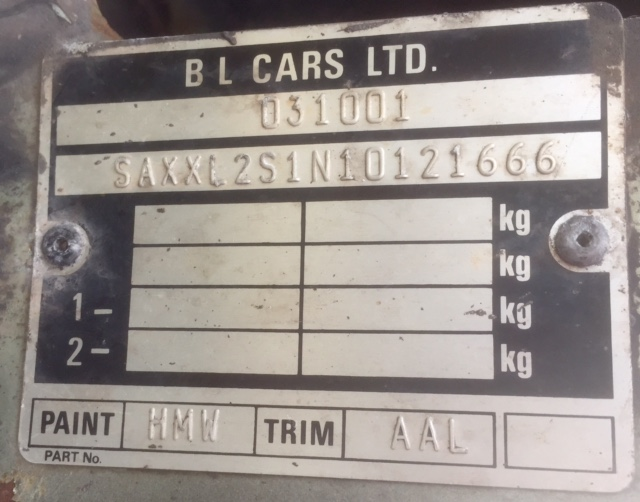 B L CARS LTD.
031001
SAXXL2S1N10121666
kg
kg
1- kg
2- kg
PAINT HMW TRIM AAL
PART No.